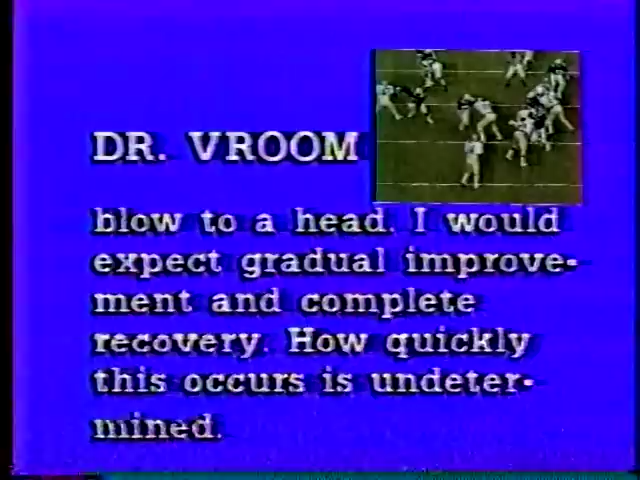 DR. VROOM
blow to a head. I would
expect gradual improve-
ment and complete
recovery. How quickly
this occurs is undeter-
mined.